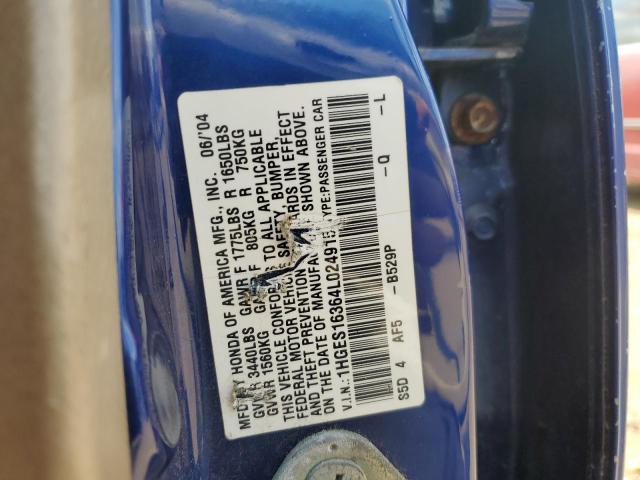 MFD BY HONDA OF AMERICA MFG., INC. 06/'04
GVWR 3440LBS GAWR F 1775LBS R 1650LBS
GVWR 1560KG GAWR F 805KG R 750KG
THIS VEHICLE CONFORMS TO ALL APPLICABLE
FEDERAL MOTOR VEHICLE SAFETY, BUMPER,
AND THEFT PREVENTION STANDARDS IN EFFECT
ON THE DATE OF MANUFACTURE SHOWN ABOVE.
V.I.N.: 1HGES16364L02491 TYPE:PASSENGER CAR
S5D 4 AF5 - B529P - Q - L